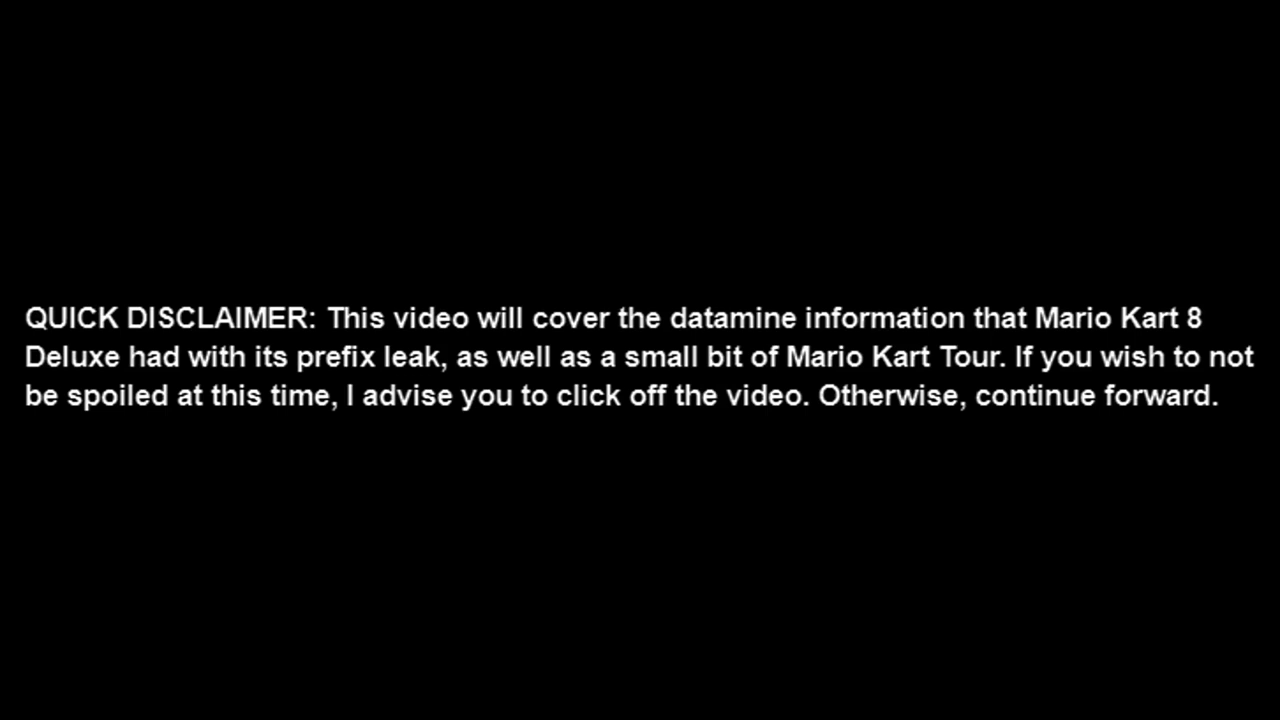 QUICK DISCLAIMER: This video will cover the datamine information that Mario Kart 8
Deluxe had with its prefix leak, as well as a small bit of Mario Kart Tour. If you wish to not
be spoiled at this time, I advise you to click off the video. Otherwise, continue forward.